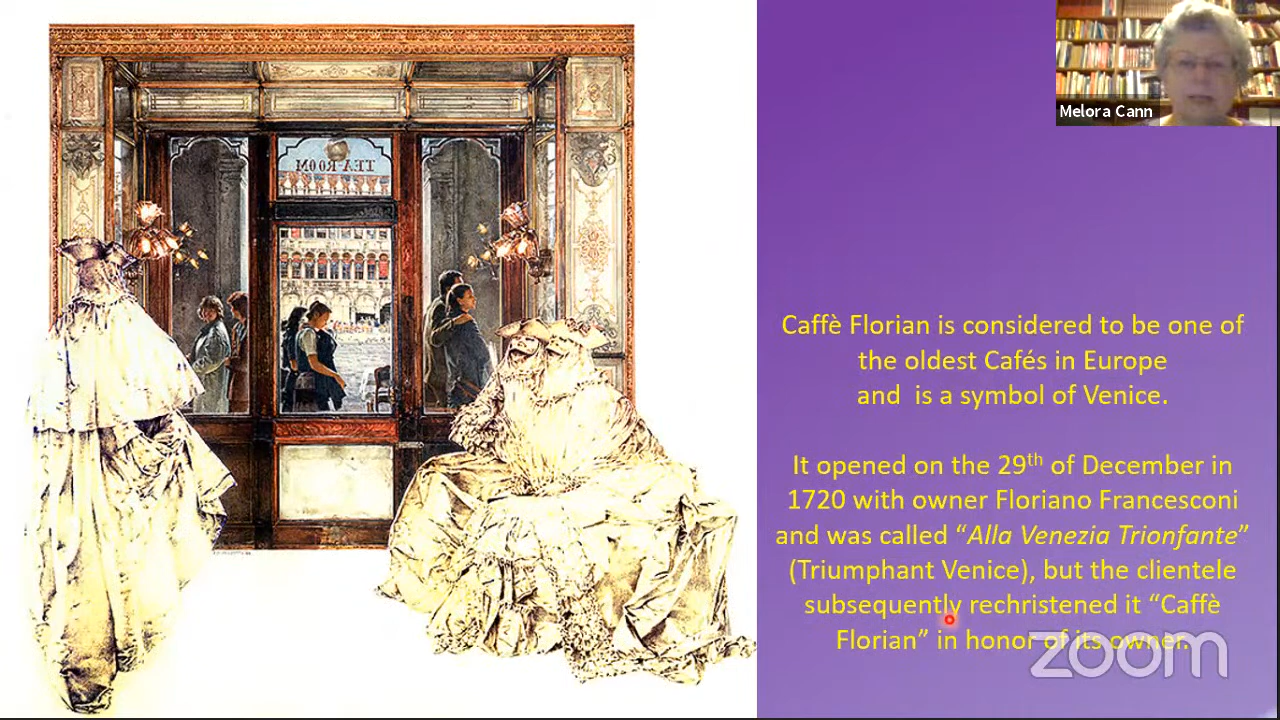 Melora Cann
TEA-ROOM
Caffè Florian is considered to be one of
the oldest Cafés in Europe
and is a symbol of Venice.
It opened on the 29th of December in
1720 with owner Floriano Francesconi
and was called “Alla Venezia Trionfante”
(Triumphant Venice), but the clientele
subsequently rechristened it “Caffè
Florian” in honor of its owner.
zoom